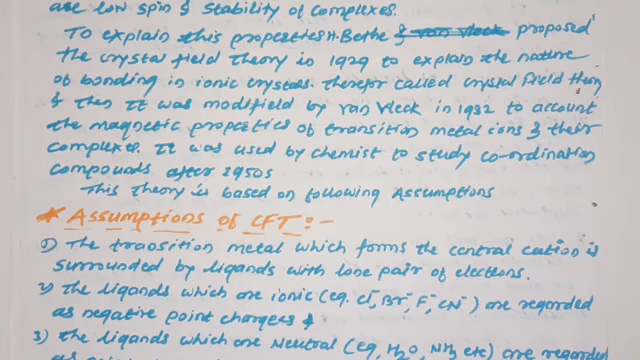 are low spin & stability of complexes.
To explain this properties H. Bethe & van vleck proposed
the crystal field Theory in 1929 to explain the nature
of bonding in ionic crystals. Therefor called crystal field theory
& then It was modifield by van vleck in 1932 to account
the magnetic propeties of transition metal ions & their
complexes. It was used by chemist to study co-ordination
compounds after 1950s
This Theory is based on following Assumptions
* Assumptions of CFT:-
1) The transition metal which forms the central cation is
surrounded by ligands with lone pair of electrons.
2) The ligands which are ionic (eg. Cl⁻, Br⁻, F⁻, CN⁻) are regarded
as negative point charges &
3) The ligands which are Neutral (eq, H₂O, NH₃ etc) are regarded